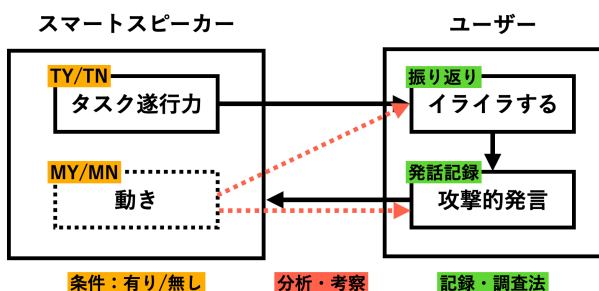 スマートスピーカー
ユーザー
TY/TN
タスク遂行力
振り返り
イライラする
MY/MN
動き
発話記録
攻撃的発言
条件：有り/無し
分析・考察
記録・調査法